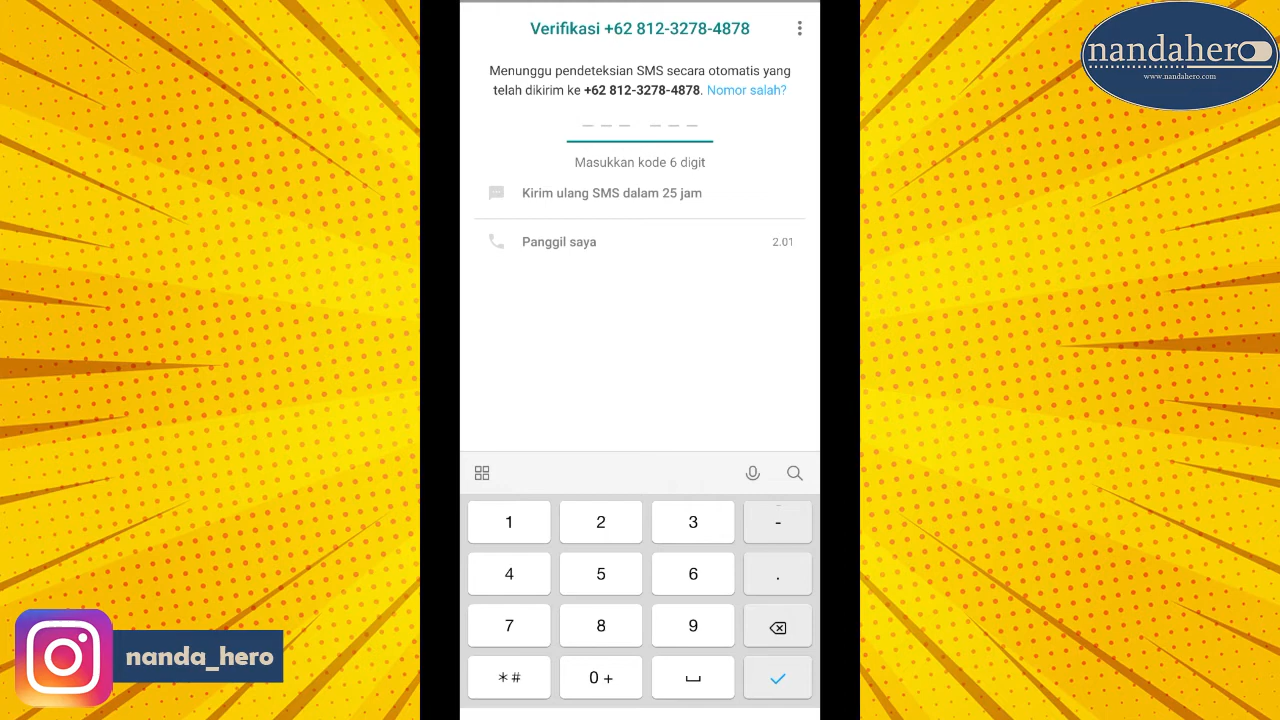 Verifikasi +62 812-3278-4878
Menunggu pendeteksian SMS secara otomatis yang
telah dikirim ke +62 812-3278-4878. Nomor salah?
Masukkan kode 6 digit
Kirim ulang SMS dalam 25 jam
Panggil saya 2.01
1 2 3 -
4 5 6 .
7 8 9
*# 0 +
nandahero
www.nandahero.com
nanda_hero